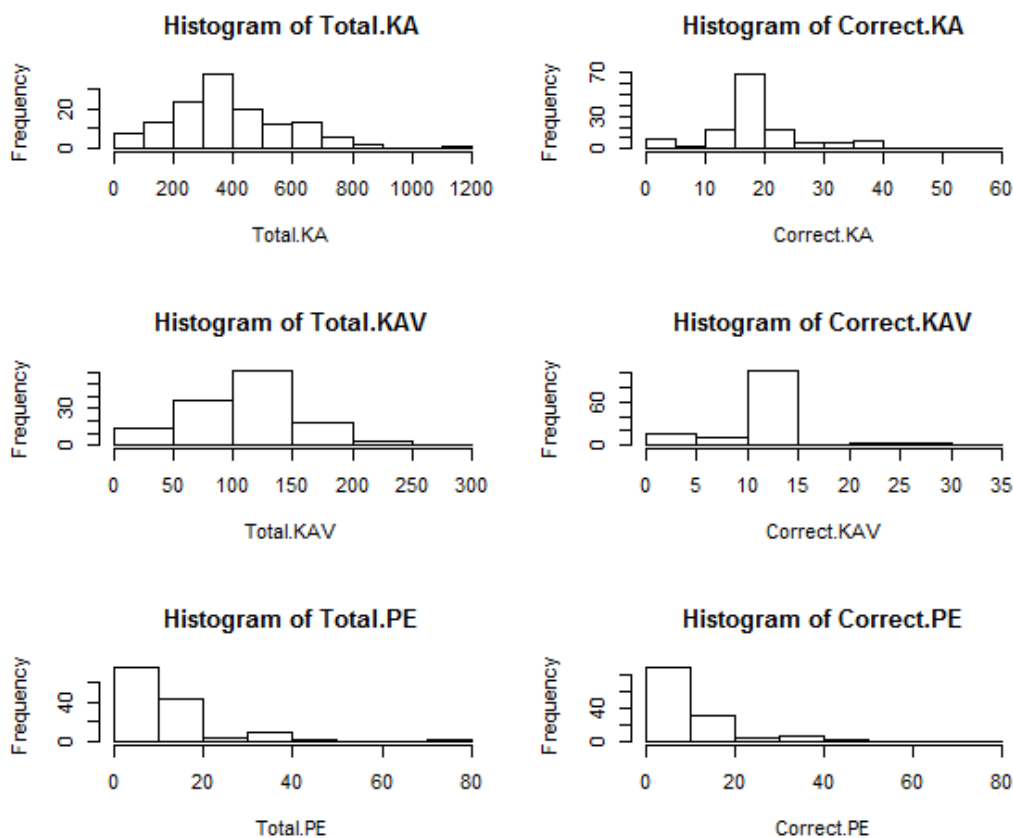 Histogram of Total.KA
Frequency
0 20
0 200 400 600 800 1000 1200
Total.KA
Histogram of Correct.KA
Frequency
0 30 70
0 10 20 30 40 50 60
Correct.KA
Histogram of Total.KAV
Frequency
0 30
0 50 100 150 200 250 300
Total.KAV
Histogram of Correct.KAV
Frequency
0 60
0 5 10 15 20 25 30 35
Correct.KAV
Histogram of Total.PE
Frequency
0 40
0 20 40 60 80
Total.PE
Histogram of Correct.PE
Frequency
0 40
0 20 40 60 80
Correct.PE